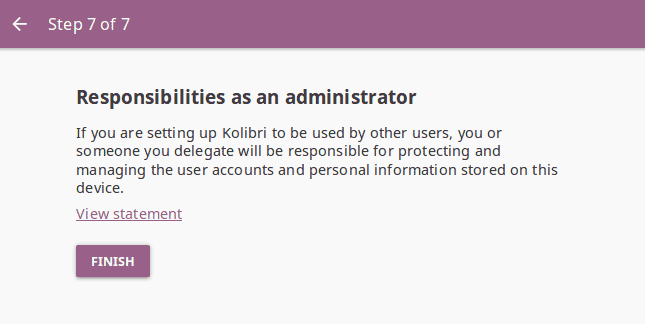 Step 7 of 7
Responsibilities as an administrator
If you are setting up Kolibri to be used by other users, you or
someone you delegate will be responsible for protecting and
managing the user accounts and personal information stored on this
device.
View statement
FINISH